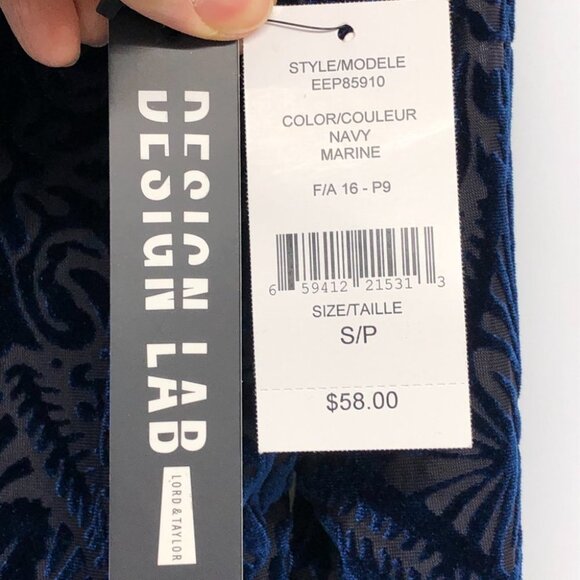 DESIGN LAB
LORD & TAYLOR
STYLE/MODELE
EEP85910
COLOR/COULEUR
NAVY
MARINE
F/A 16 - P9
6 59412 21531 3
SIZE/TAILLE
S/P
$58.00